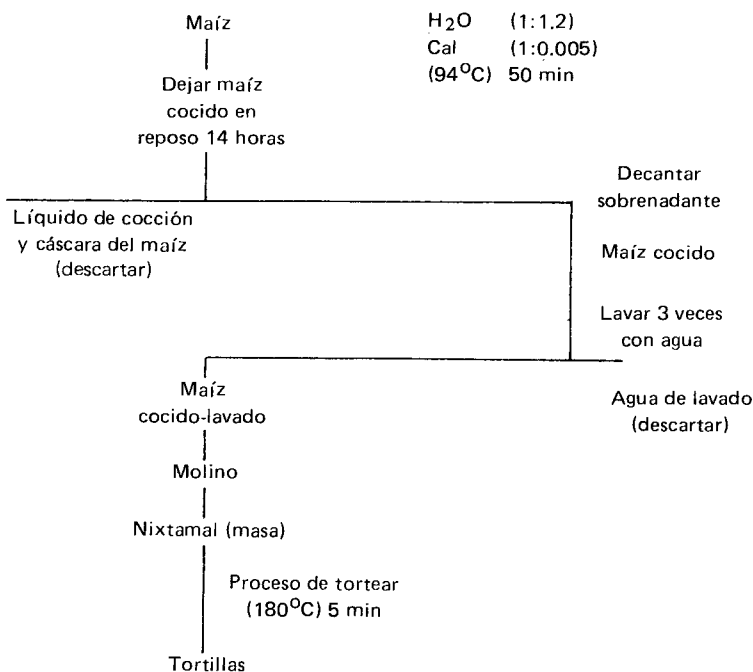 Maíz
H₂O (1:1.2)
Cal (1:0.005)
(94°C) 50 min
Dejar maíz
cocido en
reposo 14 horas
Decantar
sobrenadante
Líquido de cocción
y cáscara del maíz
(descartar)
Maíz cocido
Lavar 3 veces
con agua
Maíz
cocido-lavado
Agua de lavado
(descartar)
Molino
Nixtamal (masa)
Proceso de tortear
(180°C) 5 min
Tortillas